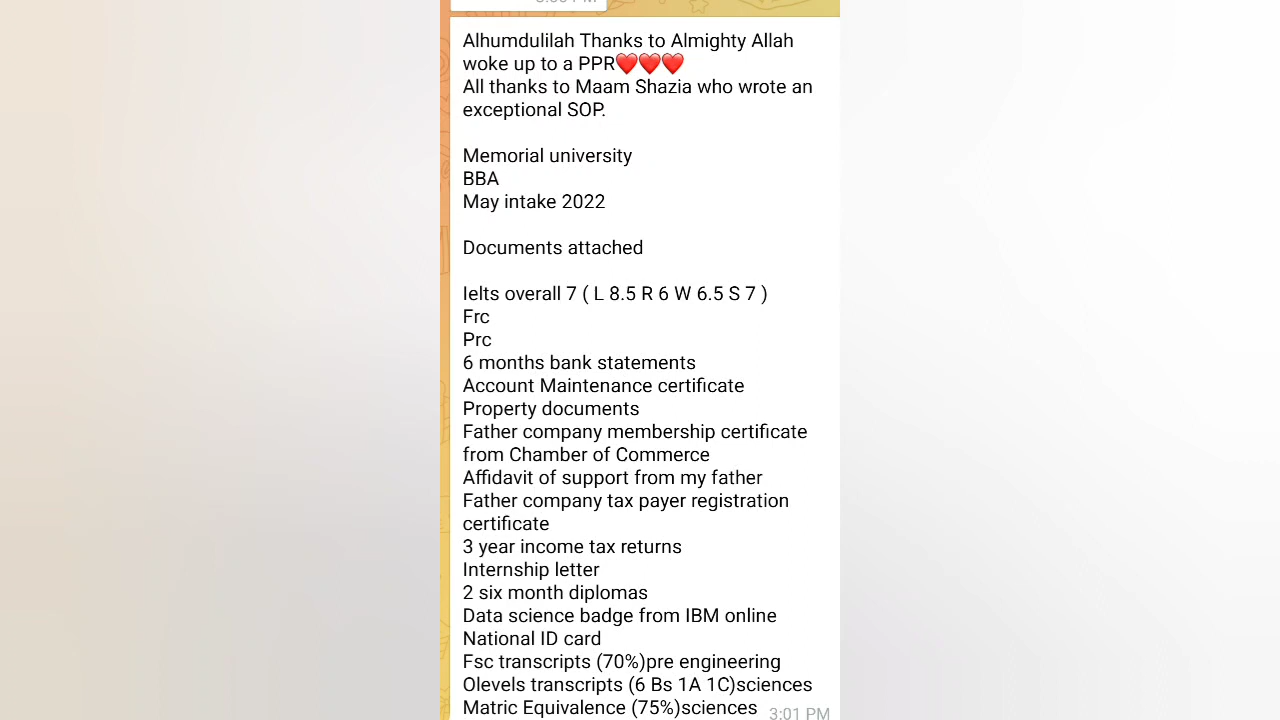 Alhumdulilah Thanks to Almighty Allah
woke up to a PPR❤️❤️❤️
All thanks to Maam Shazia who wrote an
exceptional SOP.
Memorial university
BBA
May intake 2022
Documents attached
Ielts overall 7 ( L 8.5 R 6 W 6.5 S 7 )
Frc
Prc
6 months bank statements
Account Maintenance certificate
Property documents
Father company membership certificate
from Chamber of Commerce
Affidavit of support from my father
Father company tax payer registration
certificate
3 year income tax returns
Internship letter
2 six month diplomas
Data science badge from IBM online
National ID card
Fsc transcripts (70%)pre engineering
Olevels transcripts (6 Bs 1A 1C)sciences
Matric Equivalence (75%)sciences 3:01 PM